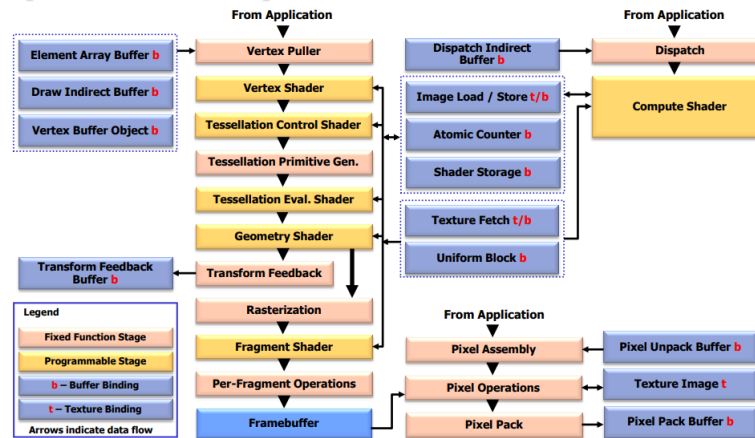 From Application
Element Array Buffer b
Draw Indirect Buffer b
Vertex Buffer Object b
Vertex Puller
Vertex Shader
Tessellation Control Shader
Tessellation Primitive Gen.
Tessellation Eval. Shader
Geometry Shader
Transform Feedback
Buffer b
Transform Feedback
Rasterization
Fragment Shader
Per-Fragment Operations
Framebuffer
Legend
Fixed Function Stage
Programmable Stage
b – Buffer Binding
t – Texture Binding
Arrows indicate data flow
Dispatch Indirect
Buffer b
From Application
Dispatch
Compute Shader
Image Load / Store t/b
Atomic Counter b
Shader Storage b
Texture Fetch t/b
Uniform Block b
From Application
Pixel Assembly
Pixel Operations
Pixel Pack
Pixel Unpack Buffer b
Texture Image t
Pixel Pack Buffer b